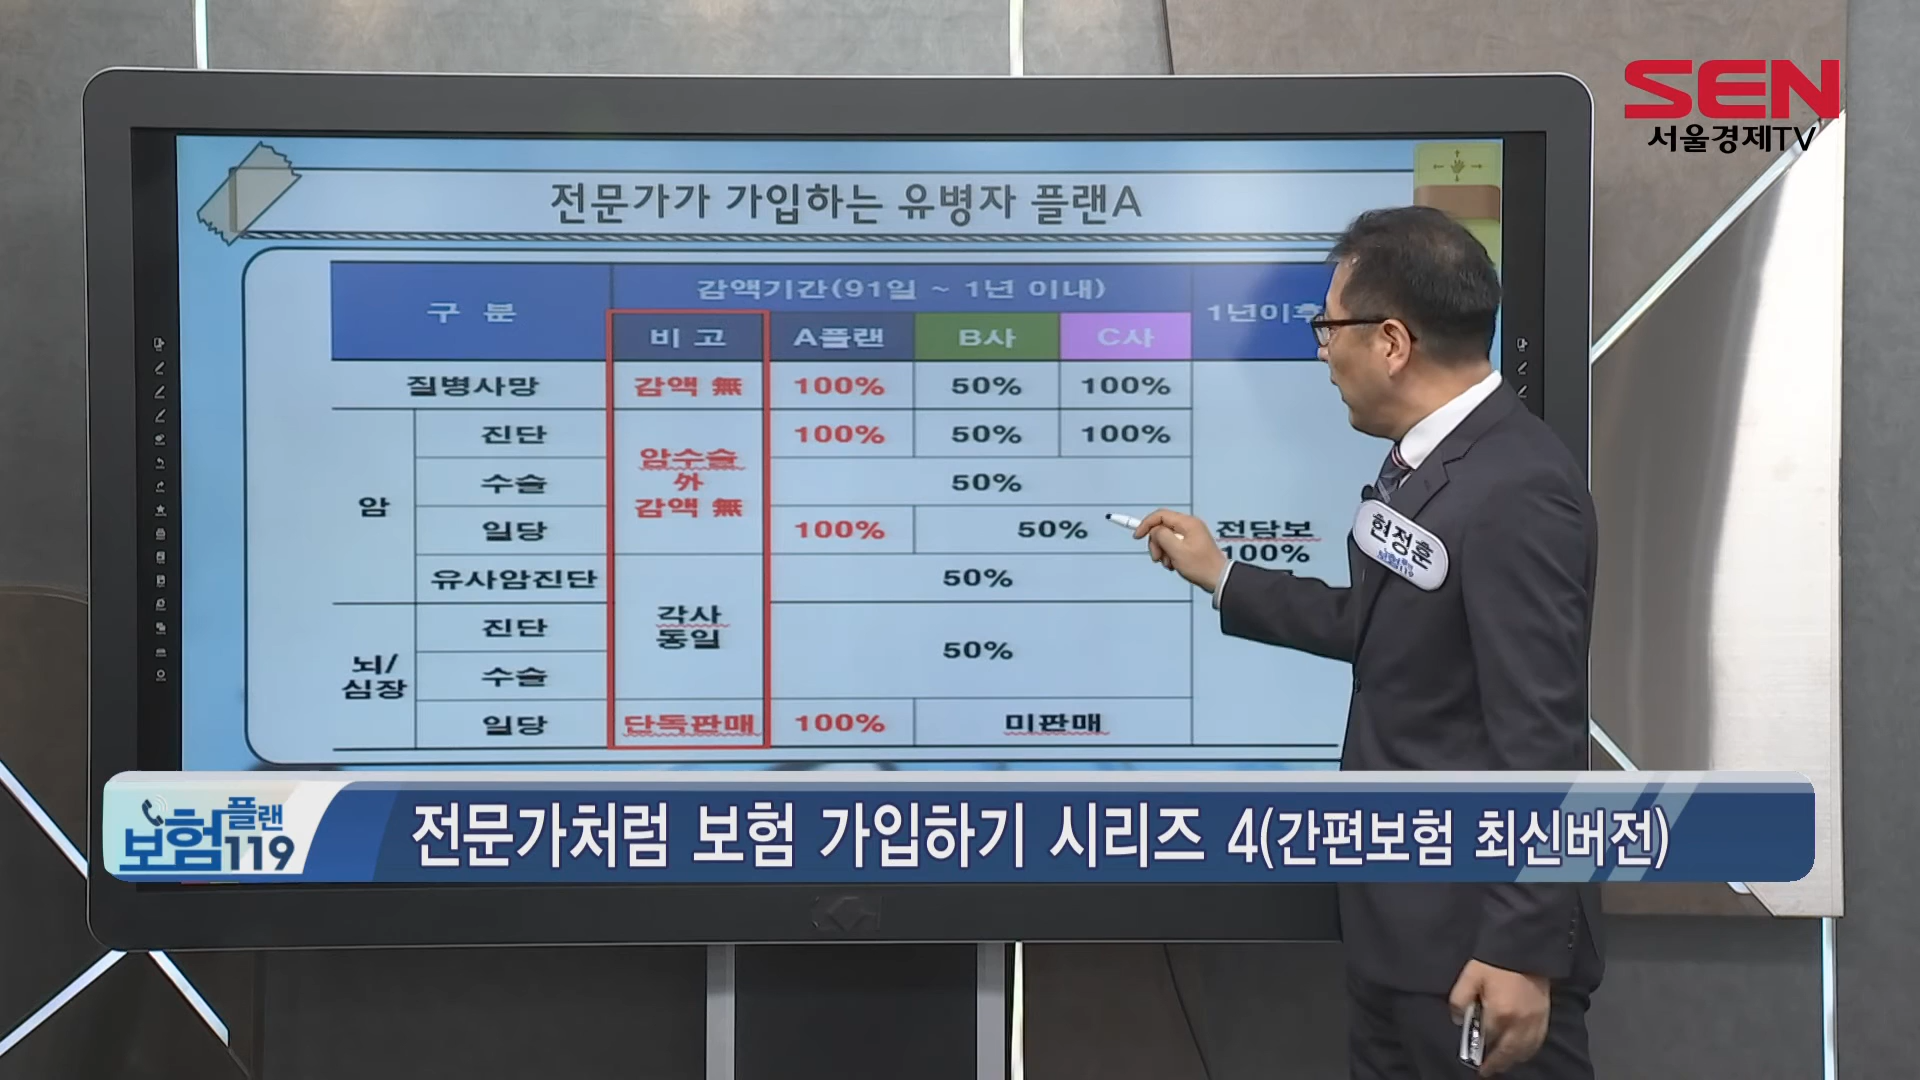 SEN
서울경제TV
전문가가 가입하는 유병자 플랜A
구 분
감액기간(91일 ~ 1년 이내)
1년이후
비 고
A플랜
B사
C사
질병사망
감액 無
100%
50%
100%
암
진단
암수술
外
감액 無
100%
50%
100%
수술
50%
일당
100%
50%
유사암진단
각사
동일
50%
뇌/
심장
진단
50%
수술
일당
단독판매
100%
미판매
전담보
100%
현정훈
보험플랜
119
보험플랜
119
전문가처럼 보험 가입하기 시리즈 4(간편보험 최신버전)